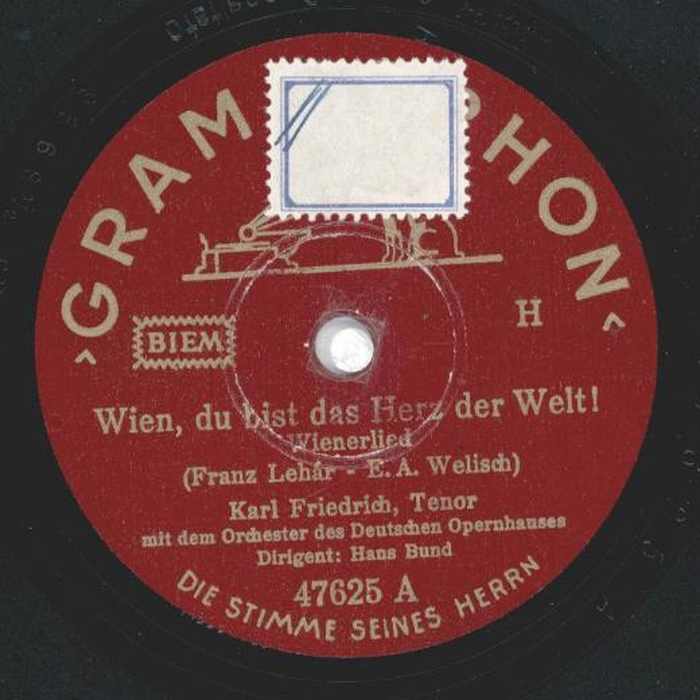 ›GRAM PHON‹
BIEM
H
Wien, du bist das Herz der Welt!
Wienerlied
(Franz Lehár - E. A. Welisch)
Karl Friedrich, Tenor
mit dem Orchester des Deutschen Opernhauses
Dirigent: Hans Bund
47625 A
DIE STIMME SEINES HERRN